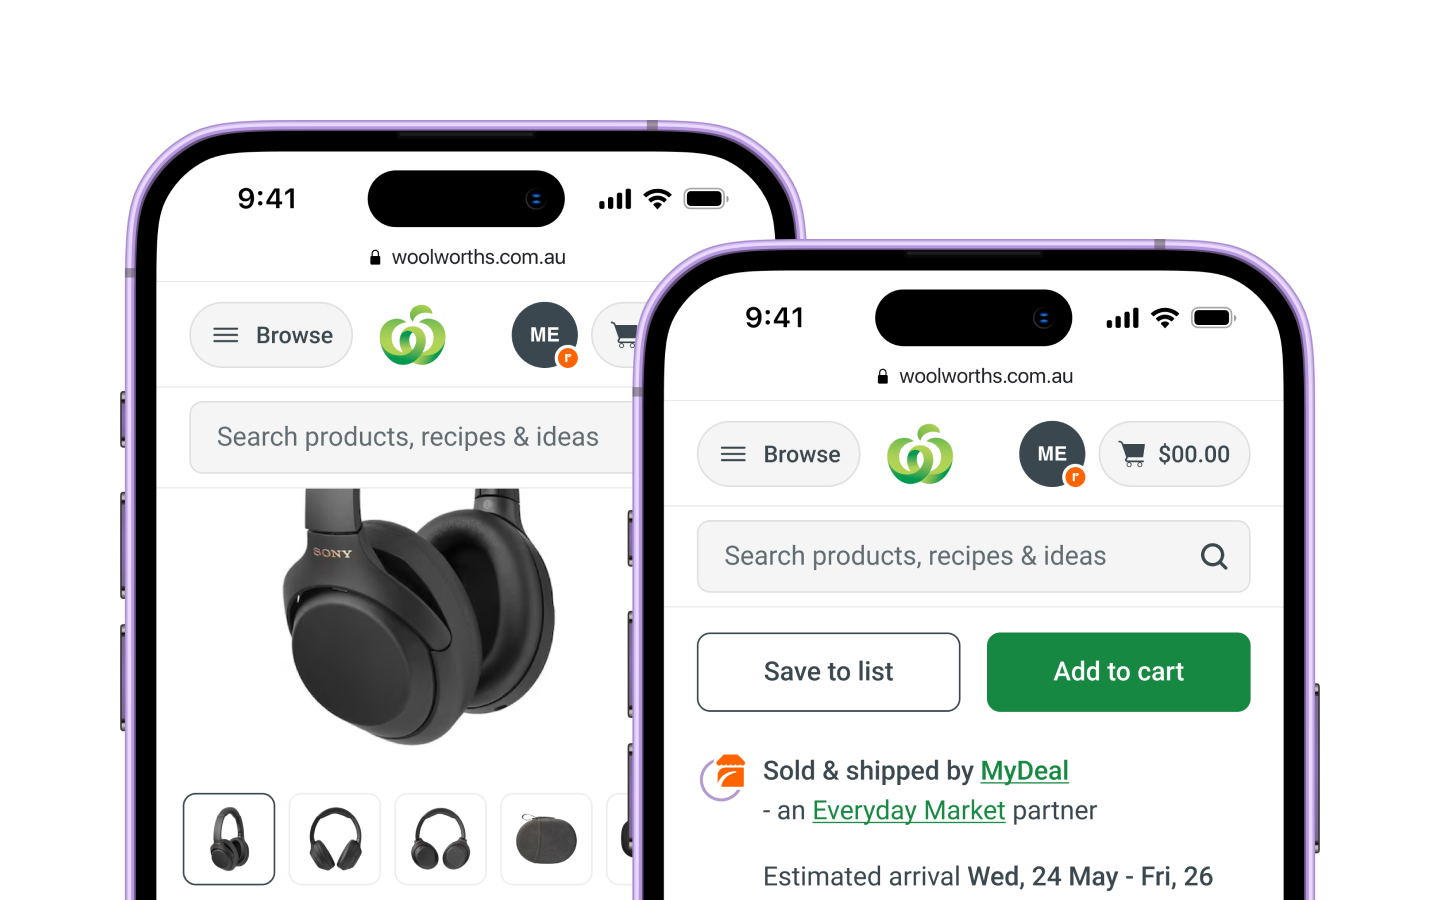 9:41
woolworths.com.au
Browse
ME
r
Search products, recipes & ideas
SONY
9:41
woolworths.com.au
Browse
ME
r
$00.00
Search products, recipes & ideas
Save to list
Add to cart
Sold & shipped by MyDeal
- an Everyday Market partner
Estimated arrival Wed, 24 May - Fri, 26